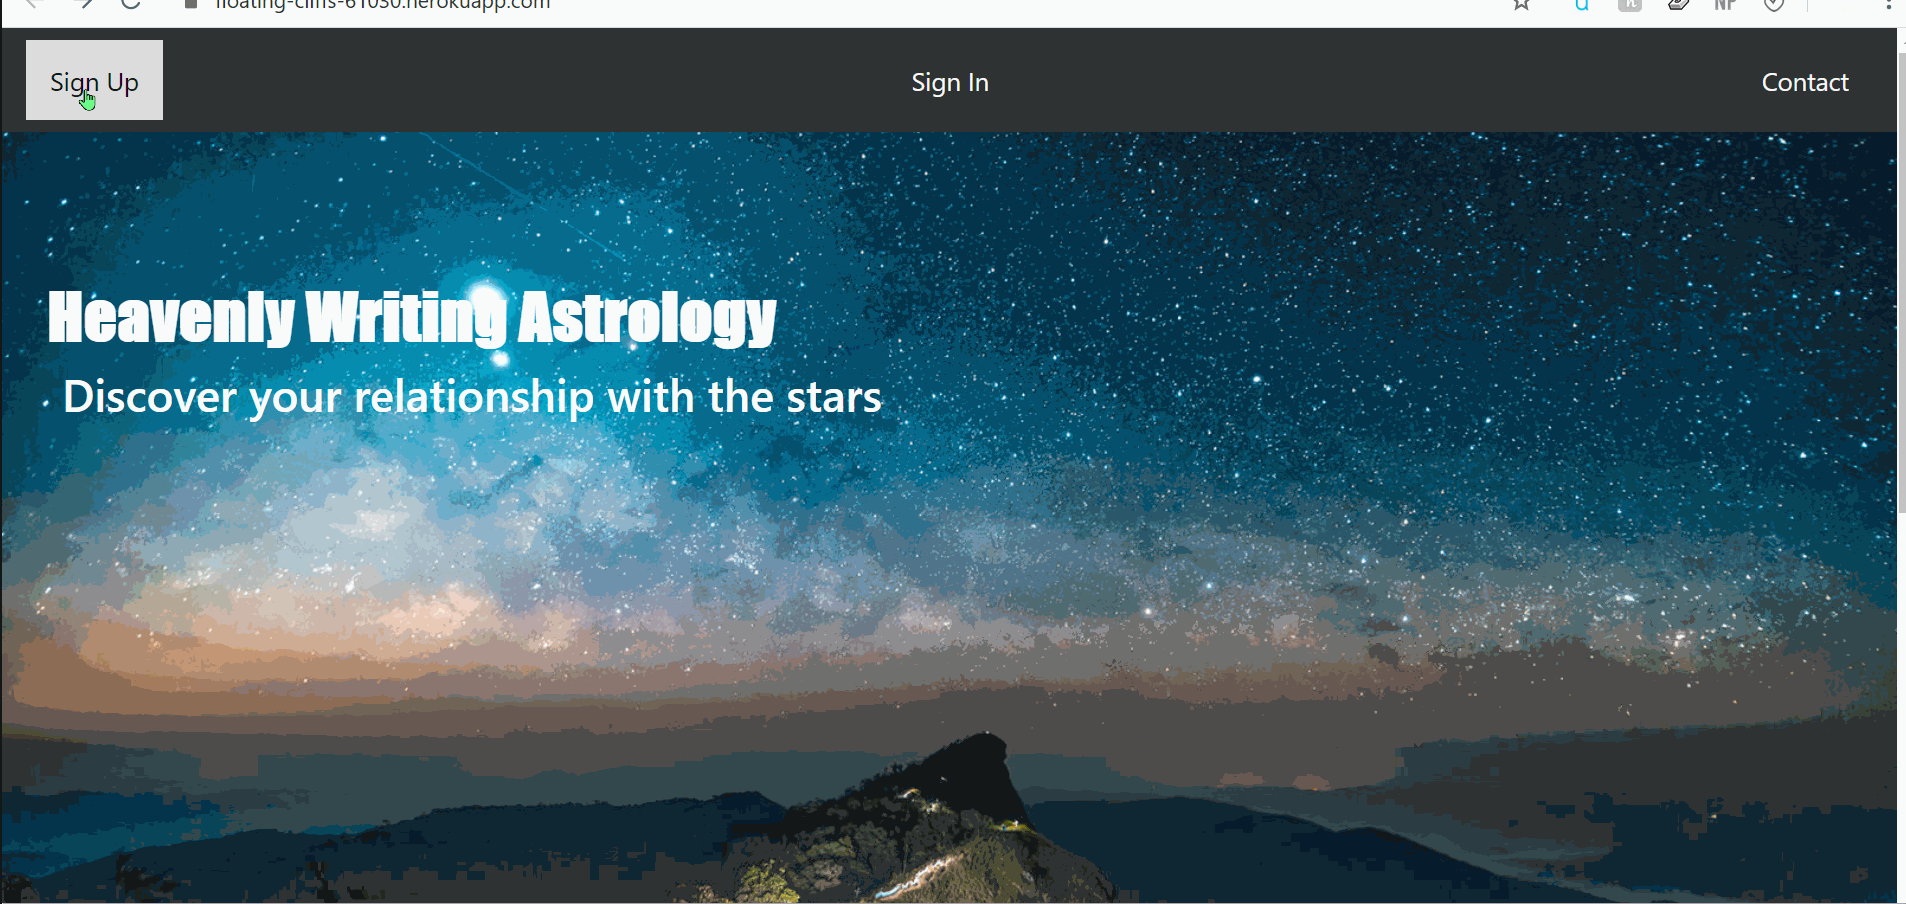 floating-cliffs-61030.herokuapp.com
Sign Up
Sign In
Contact
Heavenly Writing Astrology
Discover your relationship with the stars